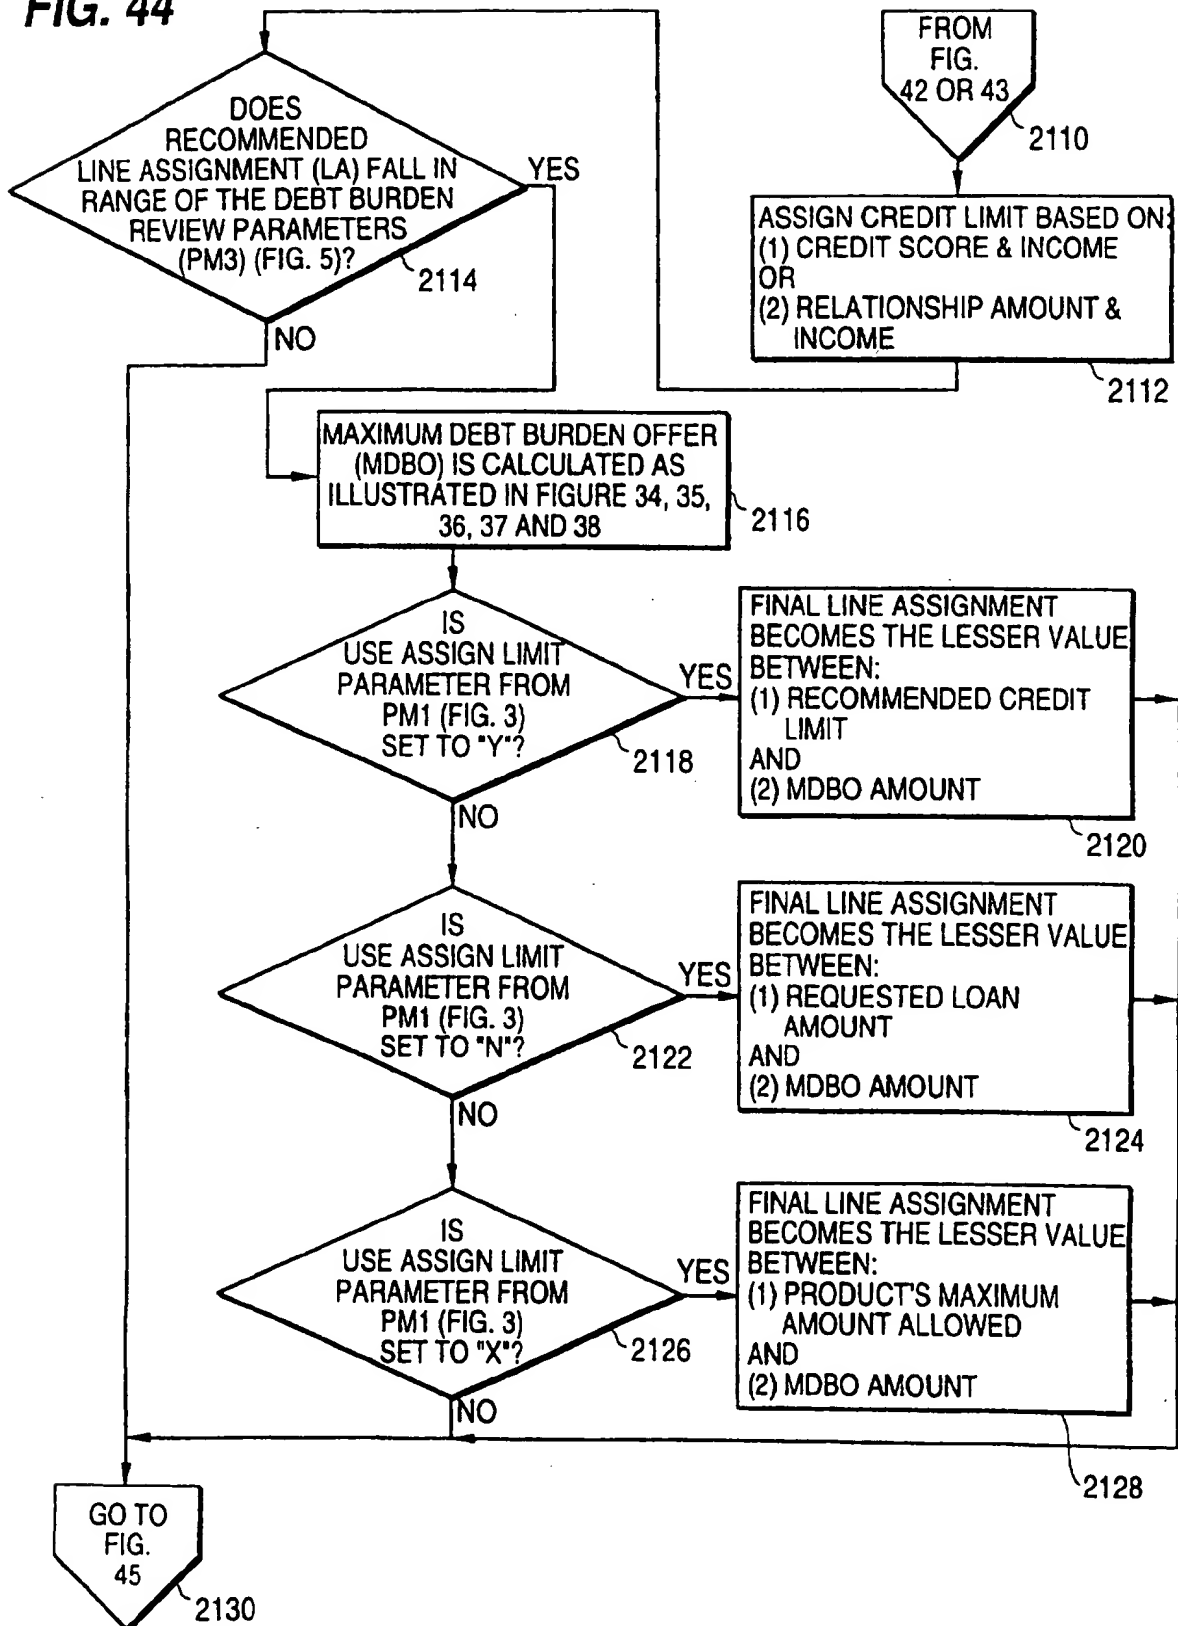 FIG. 44
FROM
FIG.
42 OR 43
2110
ASSIGN CREDIT LIMIT BASED ON:
(1) CREDIT SCORE & INCOME
OR
(2) RELATIONSHIP AMOUNT &
INCOME
2112
DOES
RECOMMENDED
LINE ASSIGNMENT (LA) FALL IN
RANGE OF THE DEBT BURDEN
REVIEW PARAMETERS
(PM3) (FIG. 5)?
2114
YES
NO
MAXIMUM DEBT BURDEN OFFER
(MDBO) IS CALCULATED AS
ILLUSTRATED IN FIGURE 34, 35,
36, 37 AND 38
2116
IS
USE ASSIGN LIMIT
PARAMETER FROM
PM1 (FIG. 3)
SET TO "Y"?
2118
YES
NO
FINAL LINE ASSIGNMENT
BECOMES THE LESSER VALUE
BETWEEN:
(1) RECOMMENDED CREDIT
LIMIT
AND
(2) MDBO AMOUNT
2120
IS
USE ASSIGN LIMIT
PARAMETER FROM
PM1 (FIG. 3)
SET TO "N"?
2122
YES
NO
FINAL LINE ASSIGNMENT
BECOMES THE LESSER VALUE
BETWEEN:
(1) REQUESTED LOAN
AMOUNT
AND
(2) MDBO AMOUNT
2124
IS
USE ASSIGN LIMIT
PARAMETER FROM
PM1 (FIG. 3)
SET TO "X"?
2126
YES
NO
FINAL LINE ASSIGNMENT
BECOMES THE LESSER VALUE
BETWEEN:
(1) PRODUCT'S MAXIMUM
AMOUNT ALLOWED
AND
(2) MDBO AMOUNT
2128
GO TO
FIG.
45
2130